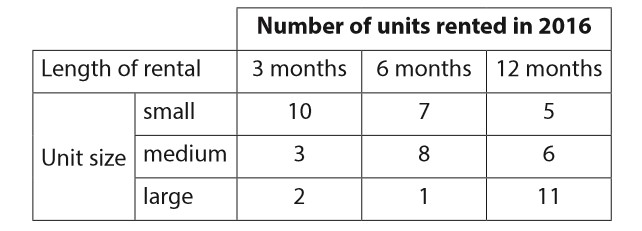 Number of units rented in 2016
Length of rental 3 months 6 months 12 months
small 10 7 5
Unit size medium 3 8 6
large 2 1 11